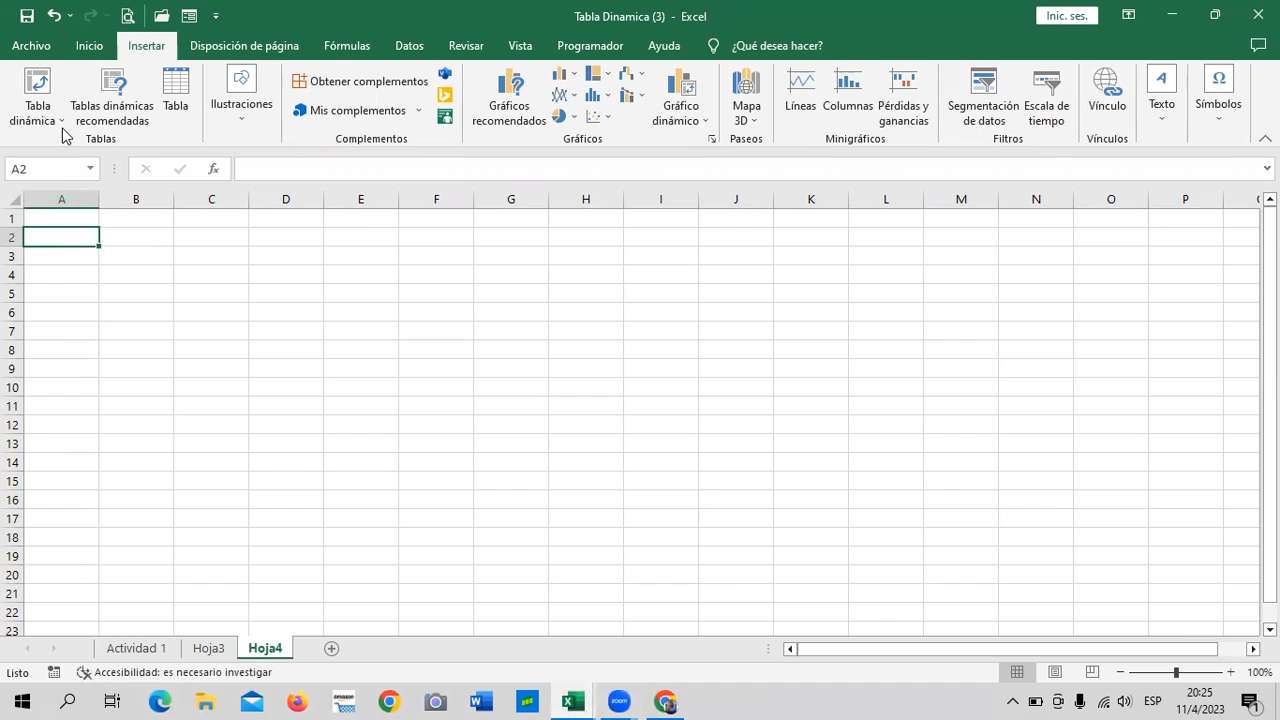 Tabla Dinamica (3) - Excel
Inic. ses.
Archivo Inicio Insertar Disposición de página Fórmulas Datos Revisar Vista Programador Ayuda ¿Qué desea hacer?
Tabla dinámica
Tablas dinámicas recomendadas
Tabla
Tablas
Ilustraciones
Obtener complementos
Mis complementos
Complementos
Gráficos recomendados
Gráfico dinámico
Gráficos
Mapa 3D
Paseos
Líneas
Columnas
Pérdidas y ganancias
Minigráficos
Segmentación de datos
Escala de tiempo
Filtros
Vínculo
Vínculos
Texto
Símbolos
A2
fx
A B C D E F G H I J K L M N O P
1
2
3
4
5
6
7
8
9
10
11
12
13
14
15
16
17
18
19
20
21
22
23
Actividad 1 Hoja3 Hoja4
Listo
Accesibilidad: es necesario investigar
100%
zoom
ESP
20:25
11/4/2023